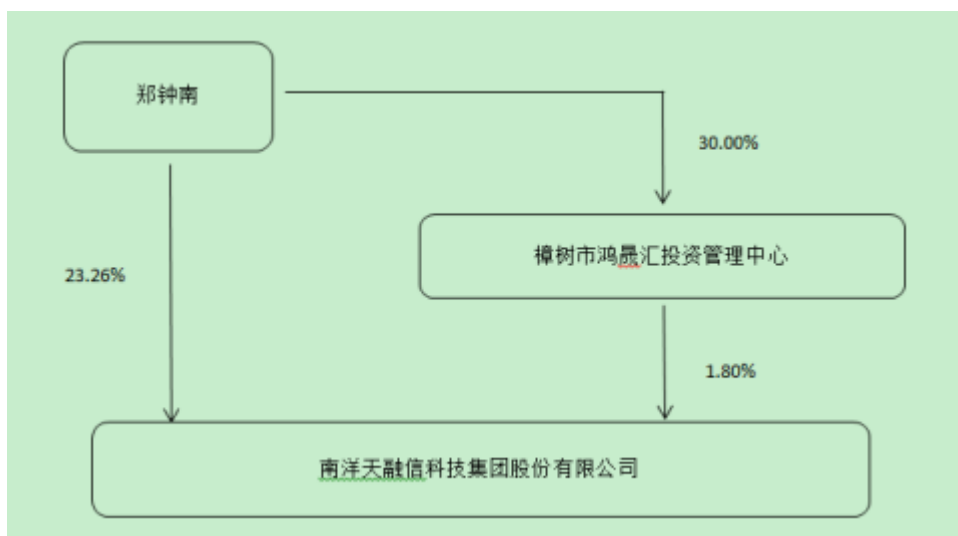 郑钟南
30.00%
樟树市鸿晟汇投资管理中心
23.26%
1.80%
南洋天融信科技集团股份有限公司